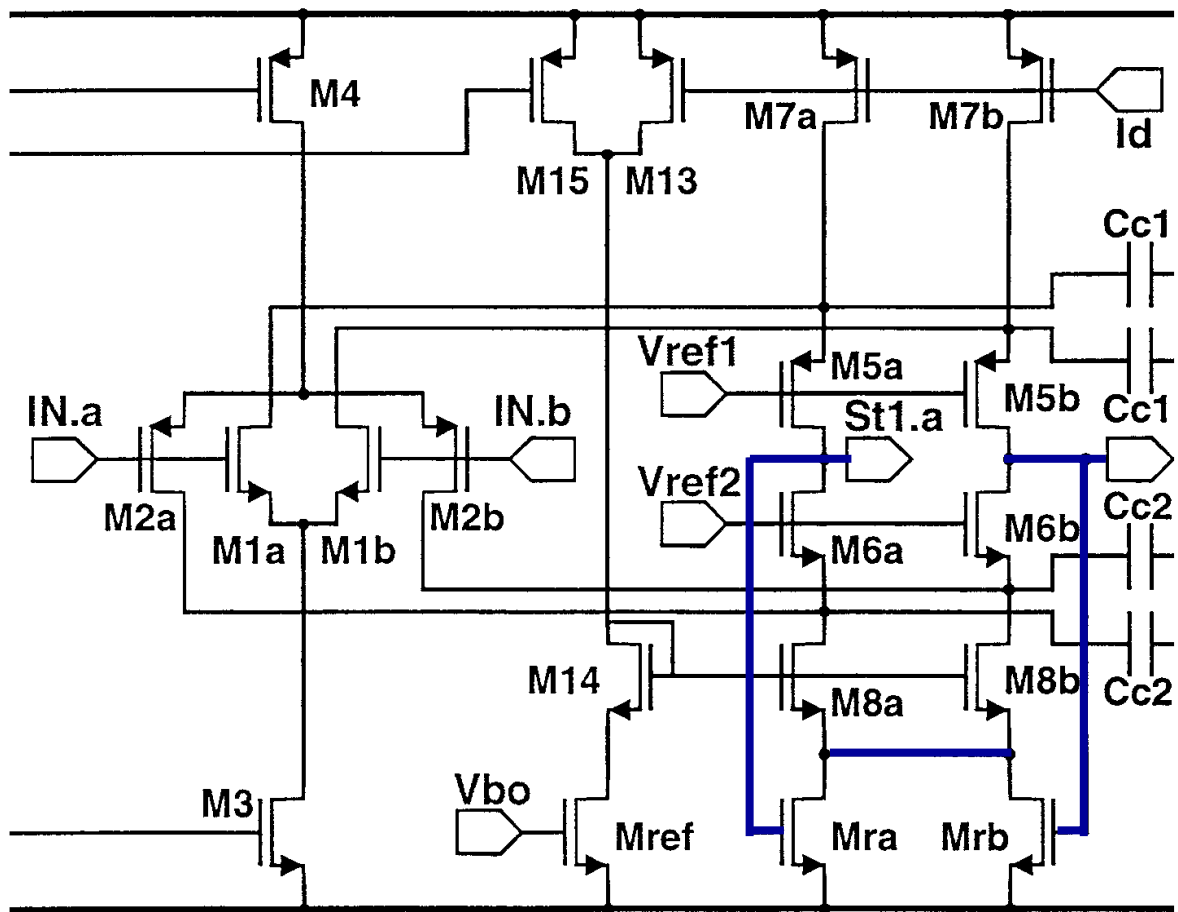 M4
M7a
M7b
Id
M15
M13
Cc1
Vref1
M5a
M5b
Cc1
IN.a
IN.b
St1.a
Vref2
Cc2
M2a
M2b
M6b
M1a
M1b
M6a
M14
M8b
Cc2
M8a
Vbo
M3
Mref
Mra
Mrb